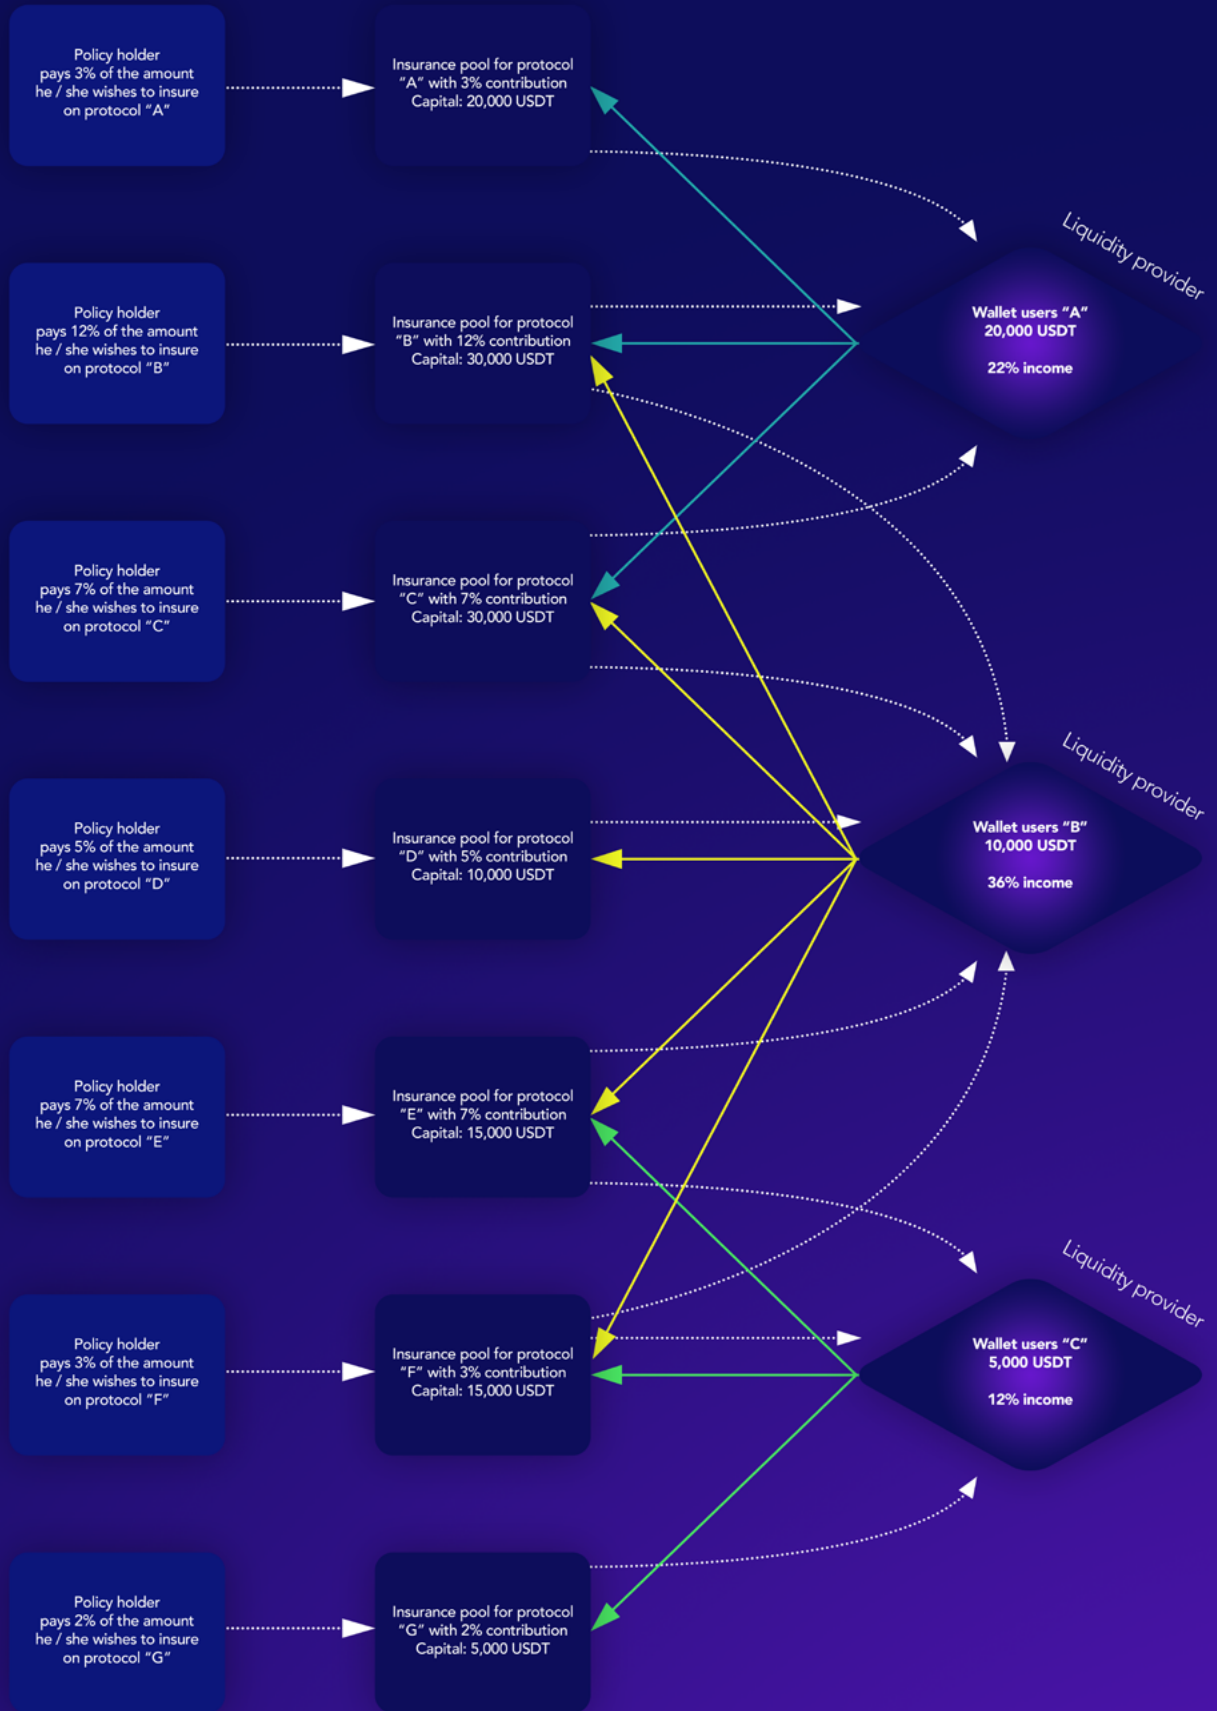 Policy holder
pays 3% of the amount
he / she wishes to insure
on protocol “A”
Insurance pool for protocol
“A” with 3% contribution
Capital: 20,000 USDT
Liquidity provider
Policy holder
pays 12% of the amount
he / she wishes to insure
on protocol “B”
Insurance pool for protocol
“B” with 12% contribution
Capital: 30,000 USDT
Wallet users “A”
20,000 USDT
22% income
Policy holder
pays 7% of the amount
he / she wishes to insure
on protocol “C”
Insurance pool for protocol
“C” with 7% contribution
Capital: 30,000 USDT
Liquidity provider
Policy holder
pays 5% of the amount
he / she wishes to insure
on protocol “D”
Insurance pool for protocol
“D” with 5% contribution
Capital: 10,000 USDT
Wallet users “B”
10,000 USDT
36% income
Policy holder
pays 7% of the amount
he / she wishes to insure
on protocol “E”
Insurance pool for protocol
“E” with 7% contribution
Capital: 15,000 USDT
Liquidity provider
Policy holder
pays 3% of the amount
he / she wishes to insure
on protocol “F”
Insurance pool for protocol
“F” with 3% contribution
Capital: 15,000 USDT
Wallet users “C”
5,000 USDT
12% income
Policy holder
pays 2% of the amount
he / she wishes to insure
on protocol “G”
Insurance pool for protocol
“G” with 2% contribution
Capital: 5,000 USDT